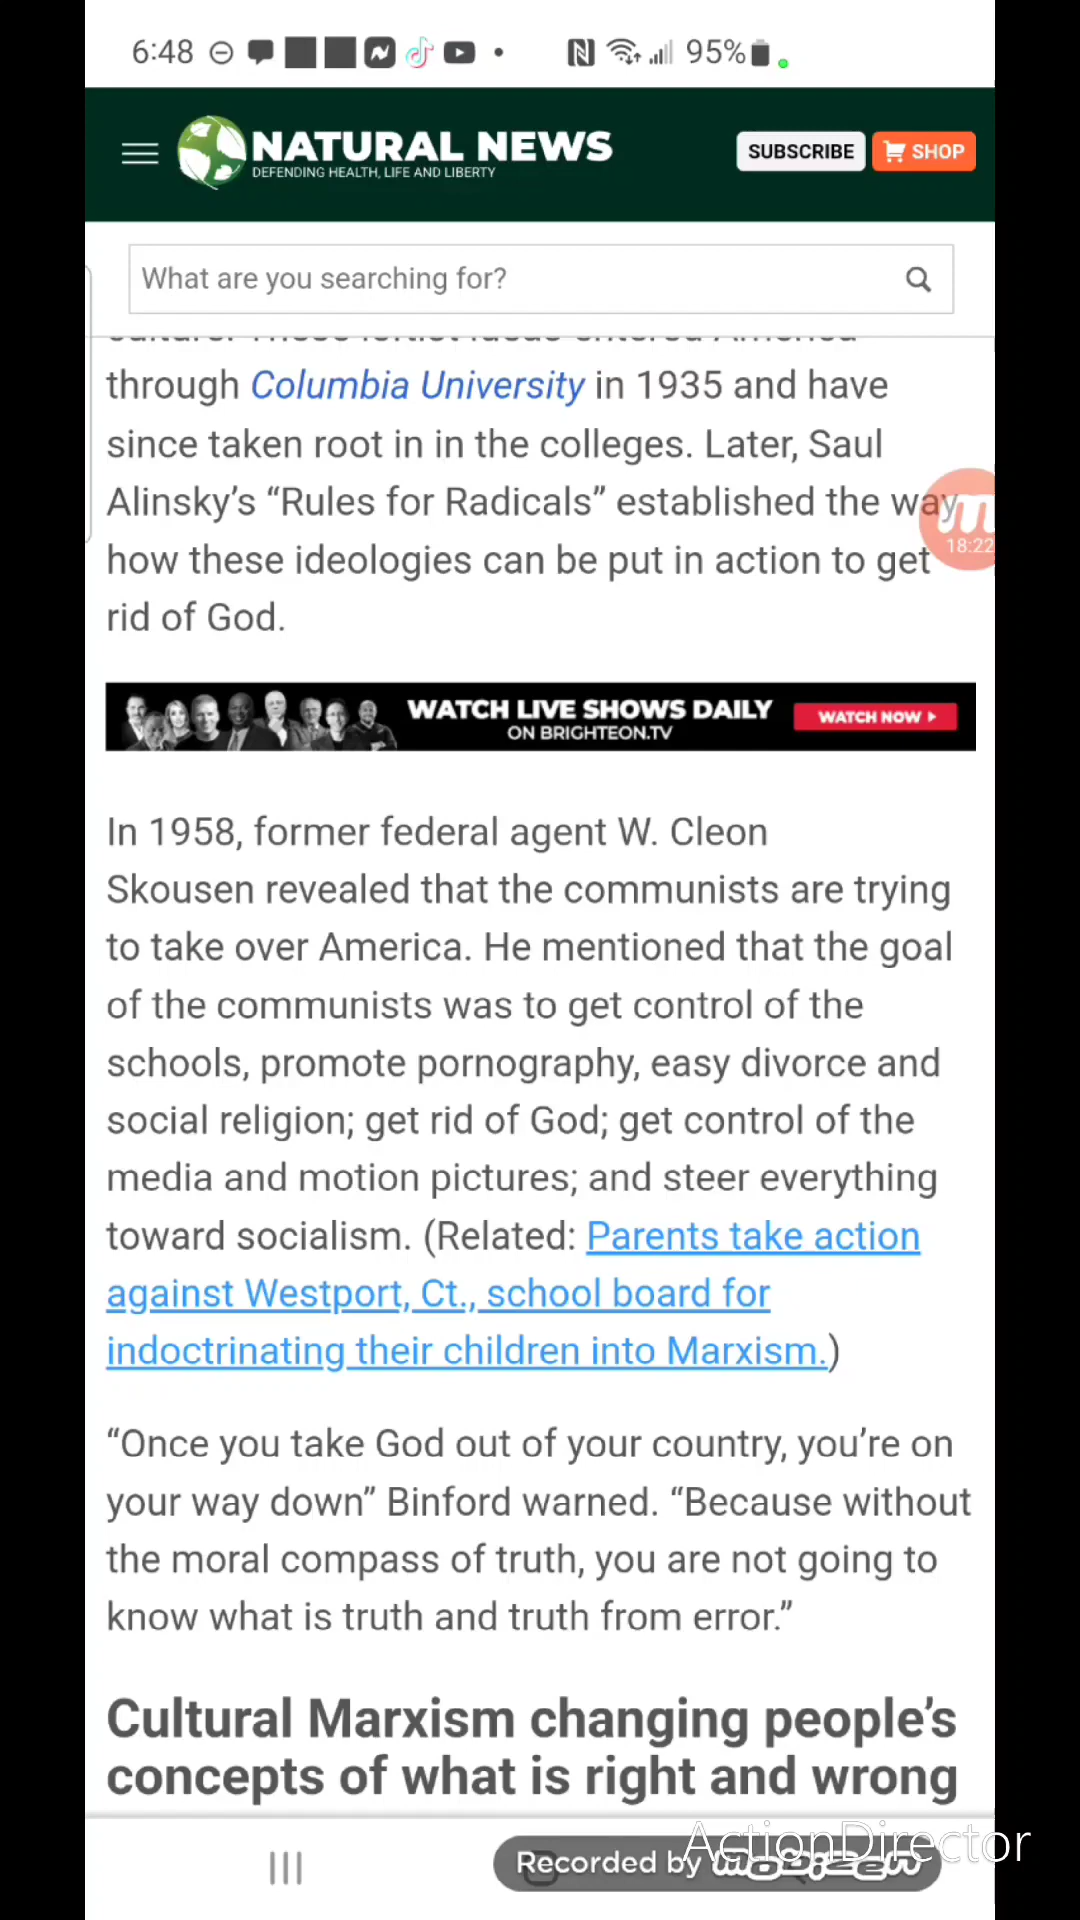 6:48 95%
NATURAL NEWS
DEFENDING HEALTH, LIFE AND LIBERTY
SUBSCRIBE
SHOP
What are you searching for?
through Columbia University in 1935 and have
since taken root in in the colleges. Later, Saul
Alinsky’s “Rules for Radicals” established the way
how these ideologies can be put in action to get
rid of God.
18:22
WATCH LIVE SHOWS DAILY
ON BRIGHTEON.TV
WATCH NOW
In 1958, former federal agent W. Cleon
Skousen revealed that the communists are trying
to take over America. He mentioned that the goal
of the communists was to get control of the
schools, promote pornography, easy divorce and
social religion; get rid of God; get control of the
media and motion pictures; and steer everything
toward socialism. (Related: Parents take action
against Westport, Ct., school board for
indoctrinating their children into Marxism.)
“Once you take God out of your country, you’re on
your way down” Binford warned. “Because without
the moral compass of truth, you are not going to
know what is truth and truth from error.”
Cultural Marxism changing people’s
concepts of what is right and wrong
ActionDirector
Recorded by MOBIZEN